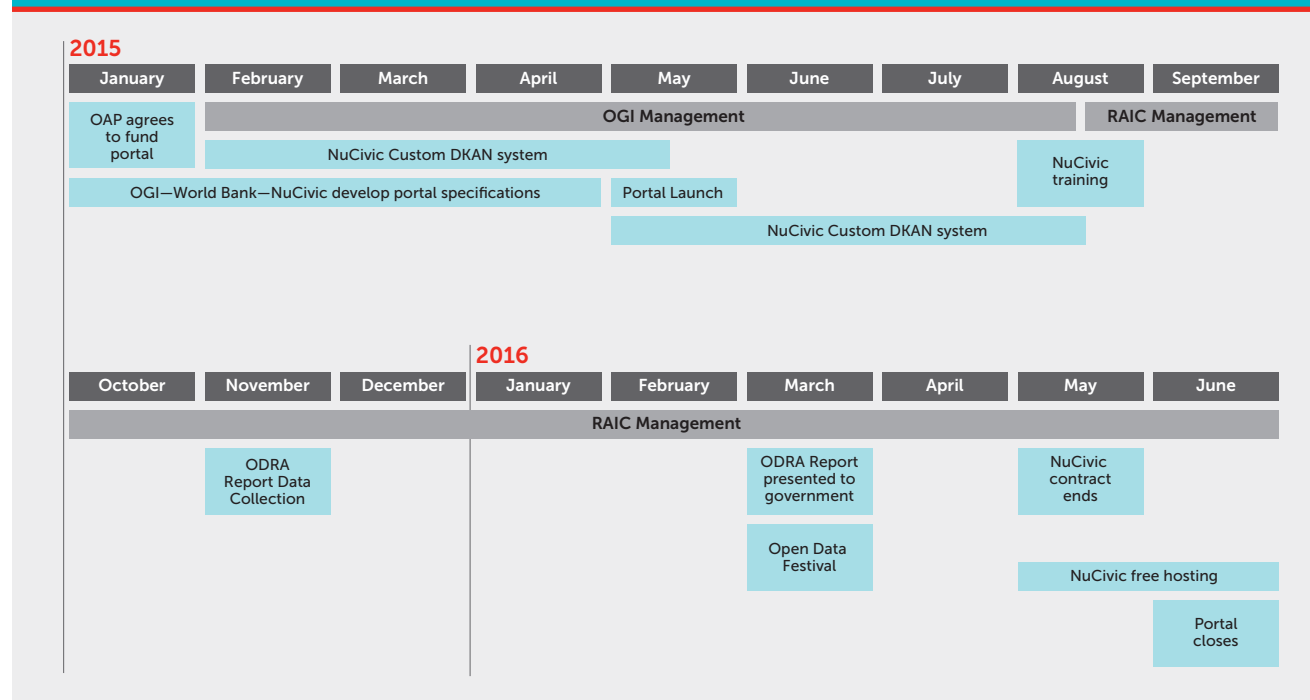 2015
January February March April May June July August September
OAP agrees
to fund
portal
OGI Management RAIC Management
NuCivic Custom DKAN system
NuCivic
training
OGI—World Bank—NuCivic develop portal specifications Portal Launch
NuCivic Custom DKAN system
2016
October November December January February March April May June
RAIC Management
ODRA
Report Data
Collection
ODRA Report
presented to
government
NuCivic
contract
ends
Open Data
Festival
NuCivic free hosting
Portal
closes